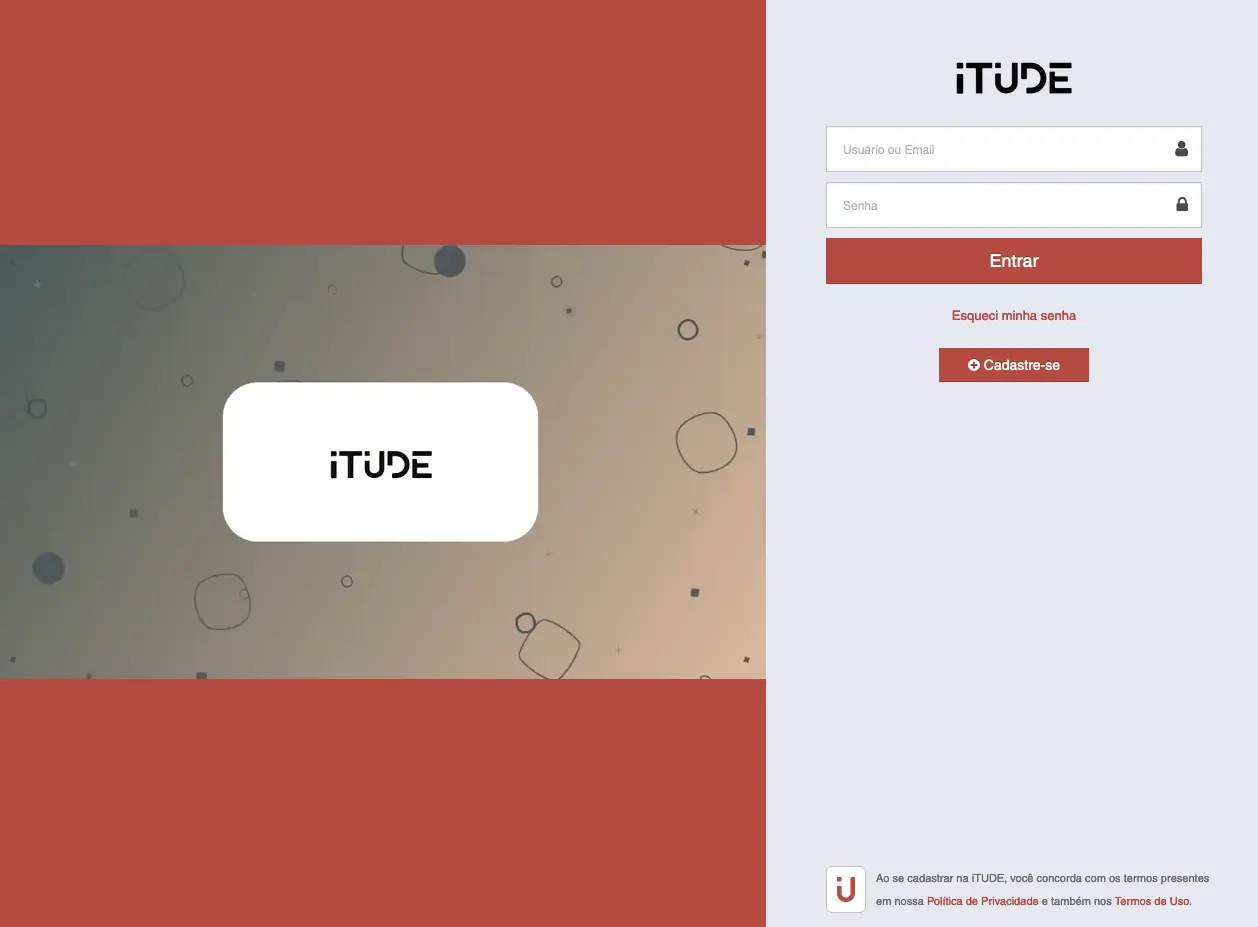 iTUDE
iTUDE
Usuário ou Email
Senha
Entrar
Esqueci minha senha
Cadastre-se
Ao se cadastrar na iTUDE, você concorda com os termos presentes
em nossa Política de Privacidade e também nos Termos de Uso.